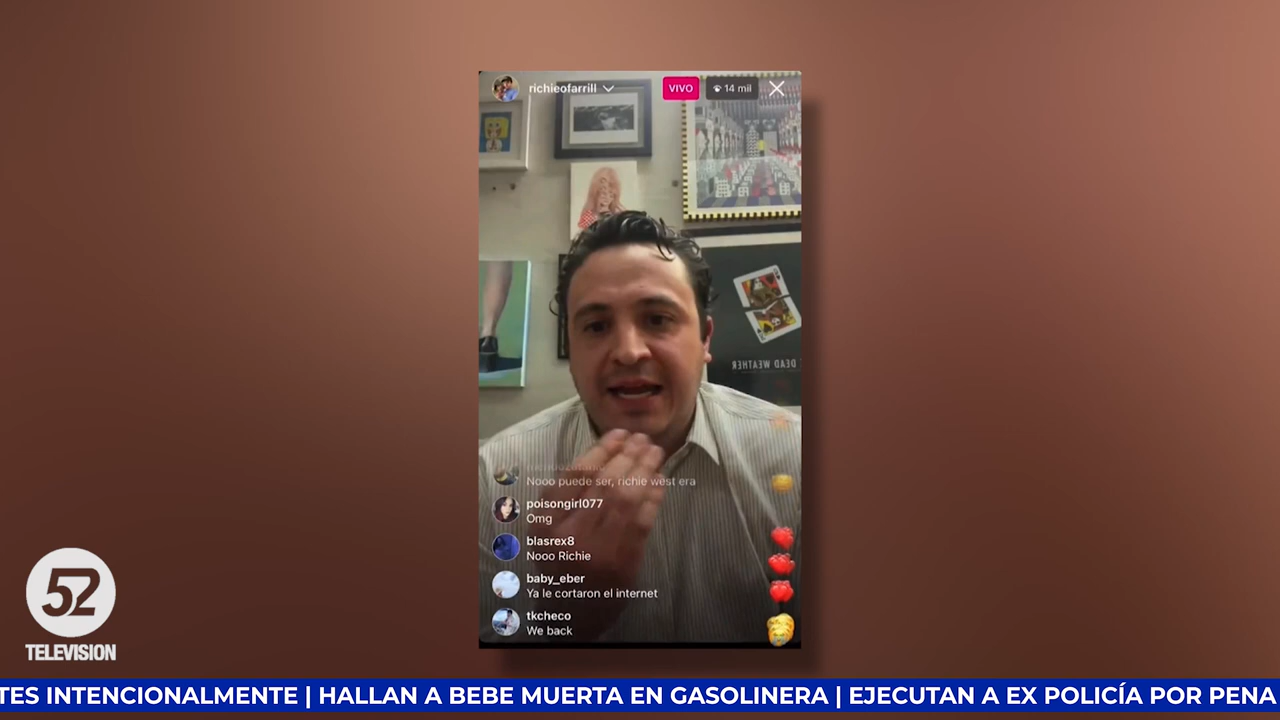 richieofarrill
VIVO
14 mil
DEAD WEATHER
Nooo puede ser, richie west era
poisongirl077
Omg
blasrex8
Nooo Richie
baby_eber
Ya le cortaron el internet
tkcheco
We back
52
TELEVISION
TES INTENCIONALMENTE | HALLAN A BEBE MUERTA EN GASOLINERA | EJECUTAN A EX POLICÍA POR PENA